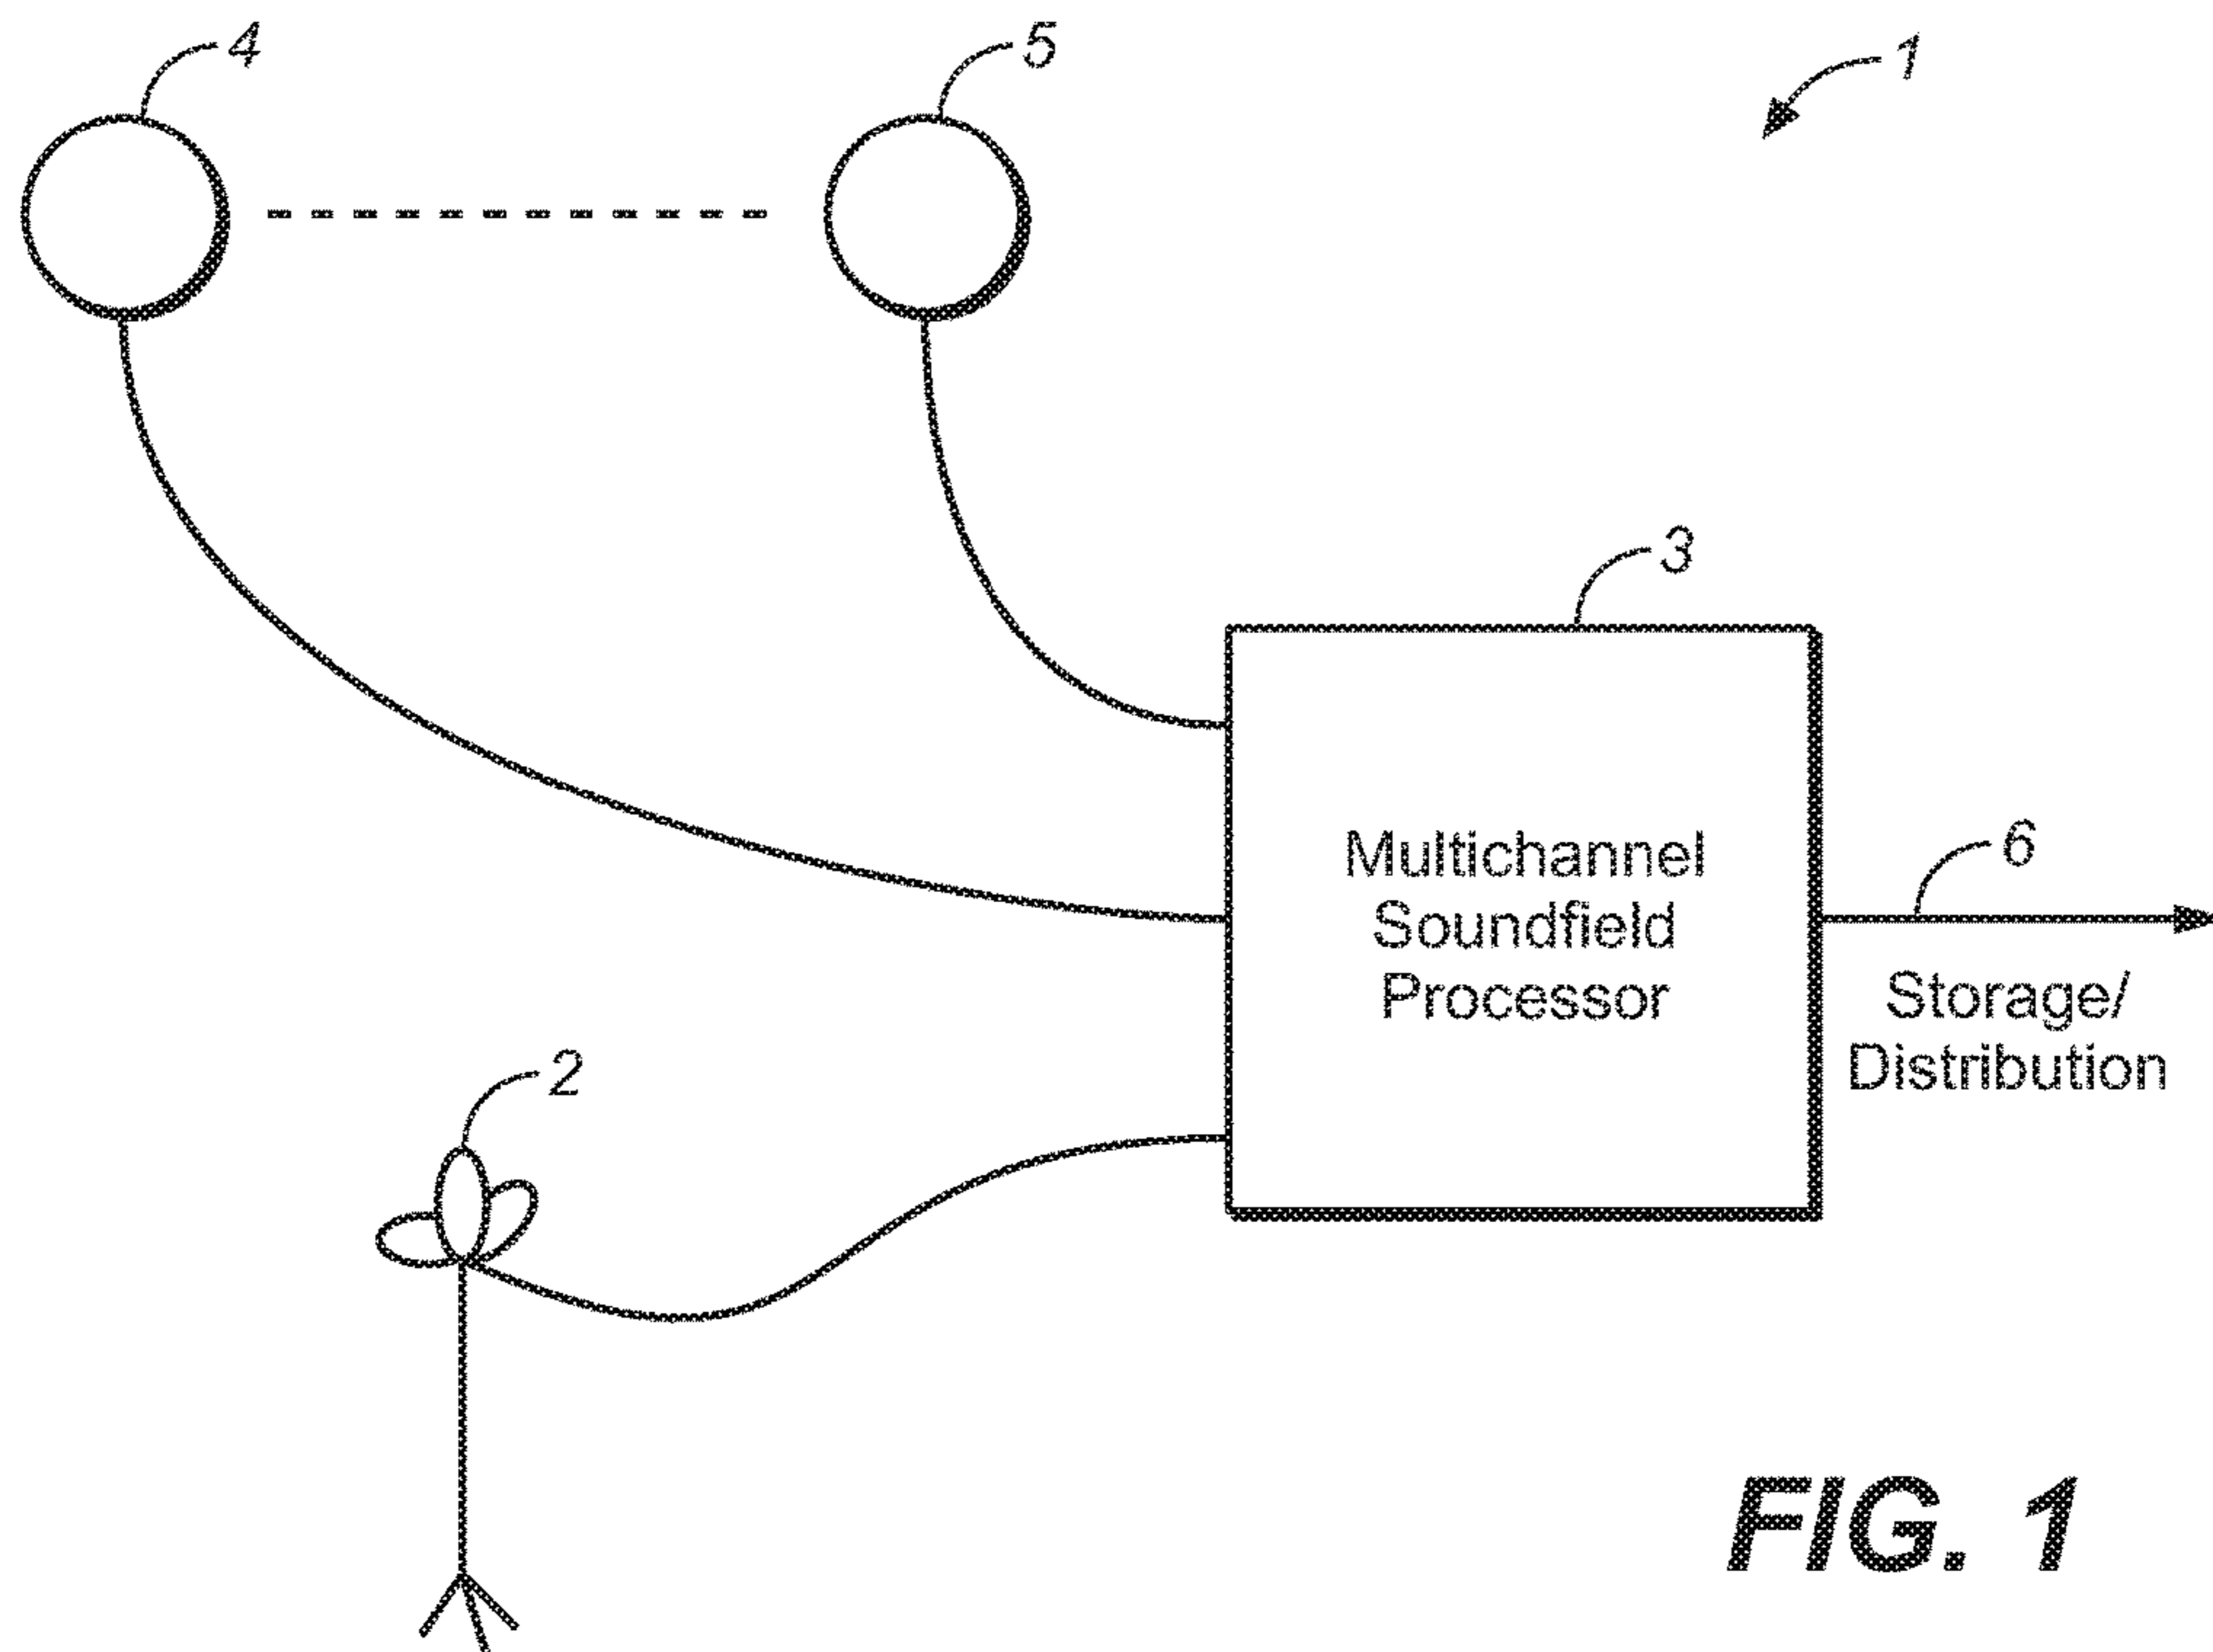 4
5
1
3
Multichannel
Soundfield
Processor
6
Storage/
Distribution
2
FIG. 1